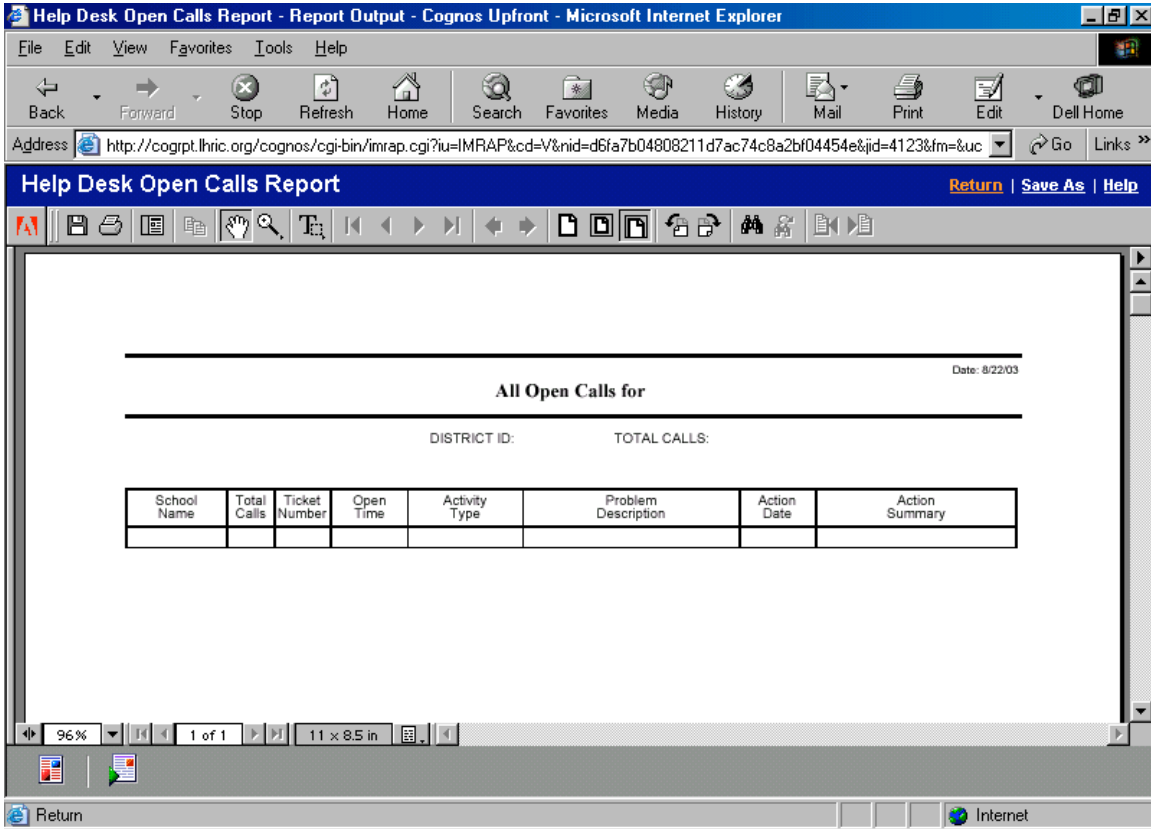 Help Desk Open Calls Report - Report Output - Cognos Upfront - Microsoft Internet Explorer
File Edit View Favorites Tools Help
Back Forward Stop Refresh Home Search Favorites Media History Mail Print Edit Dell Home
Address http://cogrpt.lhric.org/cognos/cgi-bin/imrap.cgi?iu=IMRAP&cd=V&nid=d6fa7b04808211d7ac74c8a2bf04454e&jid=4123&fm=&uc Go Links »
Help Desk Open Calls Report Return | Save As | Help
Date: 8/22/03
All Open Calls for
DISTRICT ID: TOTAL CALLS:
School Total Ticket Open Activity Problem Action Action
Name Calls Number Time Type Description Date Summary
96% 1 of 1 11 x 8.5 in
Return Internet